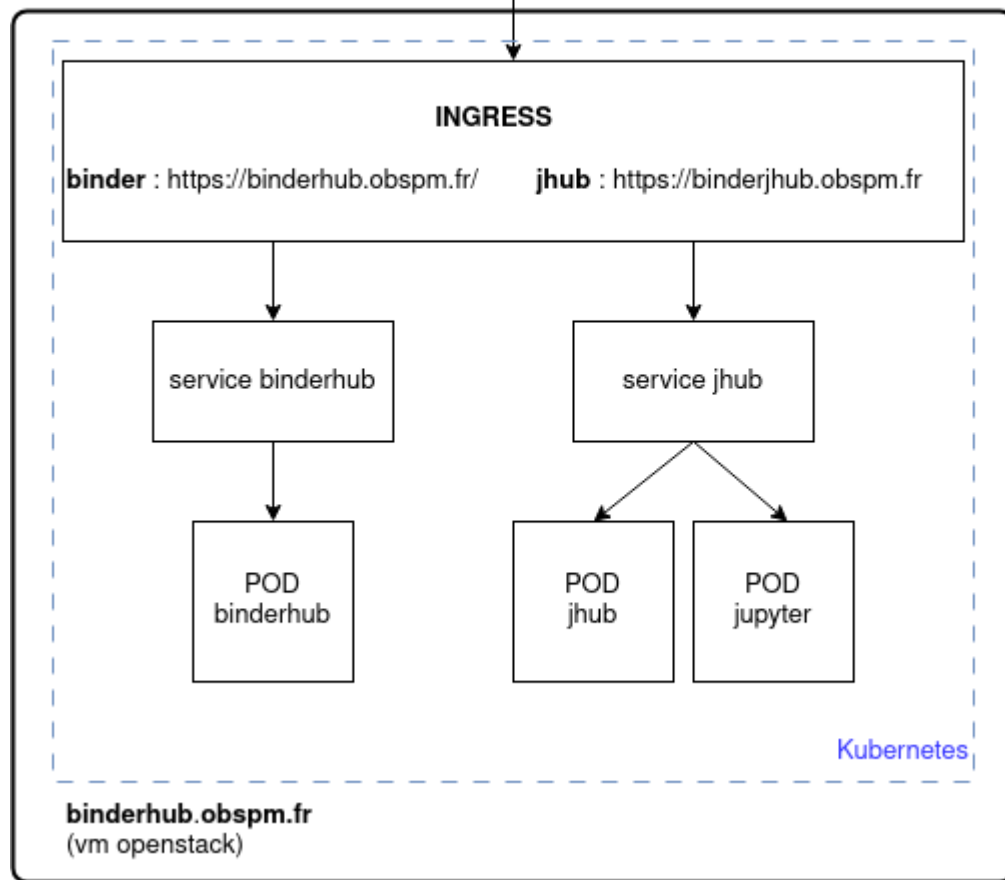 INGRESS
binder : https://binderhub.obspm.fr/
jhub : https://binderjhub.obspm.fr
service binderhub
service jhub
POD
binderhub
POD
jhub
POD
jupyter
Kubernetes
binderhub.obspm.fr
(vm openstack)